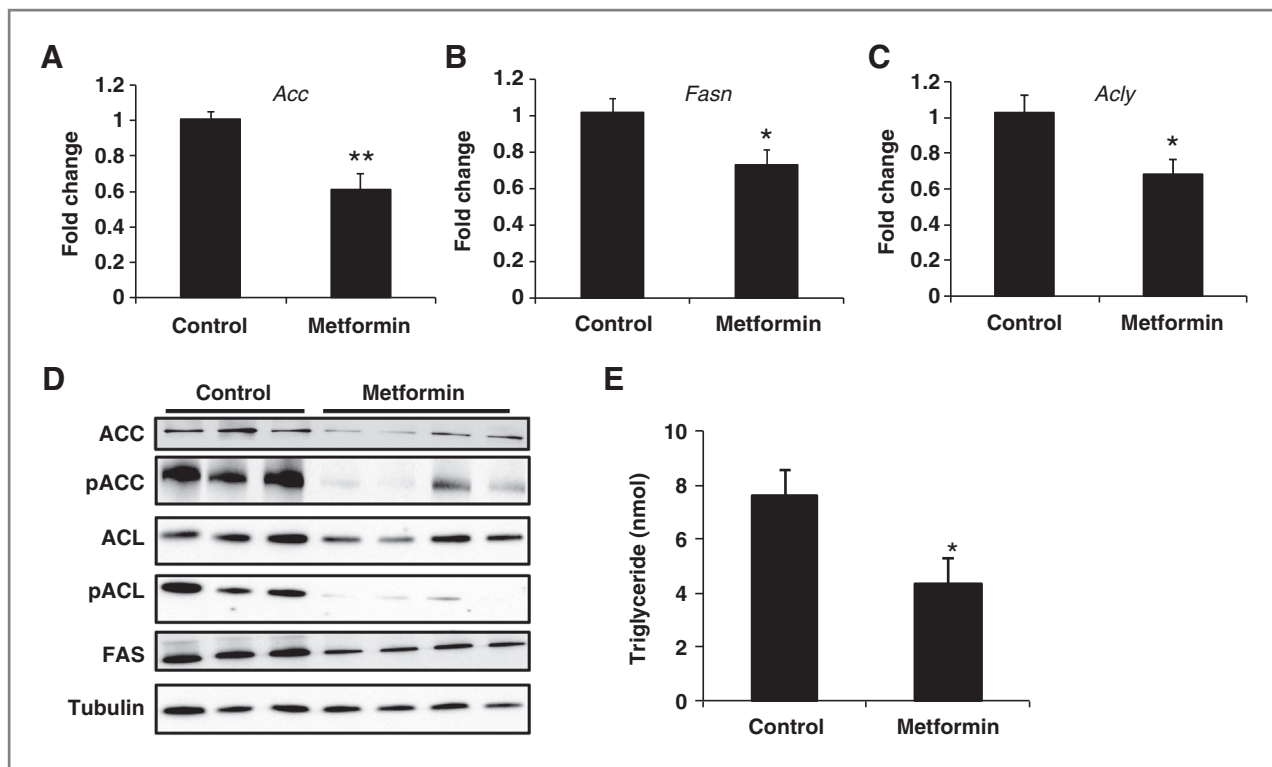 A
Acc
Fold change
1.2
1
0.8
0.6
0.4
0.2
0
**
Control Metformin
B
Fasn
Fold change
1.2
1
0.8
0.6
0.4
0.2
0
*
Control Metformin
C
Acly
Fold change
1.2
1
0.8
0.6
0.4
0.2
0
*
Control Metformin
D
Control Metformin
ACC
pACC
ACL
pACL
FAS
Tubulin
E
Triglyceride (nmol)
10
8
6
4
2
0
*
Control Metformin